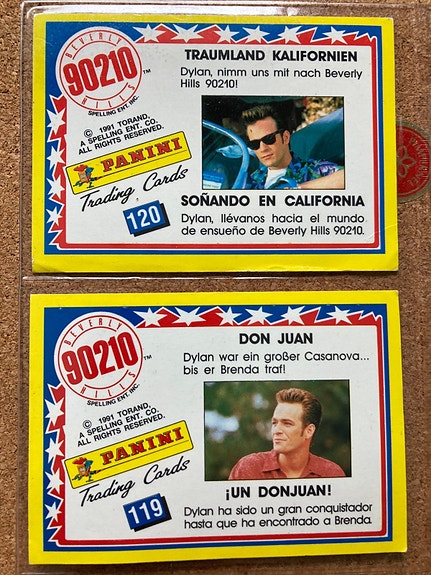 BEVERLY
90210™
HILLS
SPELLING ENT. INC.
© 1991 TORAND,
A SPELLING ENT. CO.
ALL RIGHTS RESERVED.
PANINI
Trading Cards
120
TRAUMLAND KALIFORNIEN
Dylan, nimm uns mit nach Beverly
Hills 90210!
SOÑANDO EN CALIFORNIA
Dylan, llévanos hacia el mundo
de ensueño de Beverly Hills 90210.
BEVERLY
90210™
HILLS
SPELLING ENT. INC.
© 1991 TORAND,
A SPELLING ENT. CO.
ALL RIGHTS RESERVED.
PANINI
Trading Cards
119
DON JUAN
Dylan war ein großer Casanova...
bis er Brenda traf!
¡UN DONJUAN!
Dylan ha sido un gran conquistador
hasta que ha encontrado a Brenda.